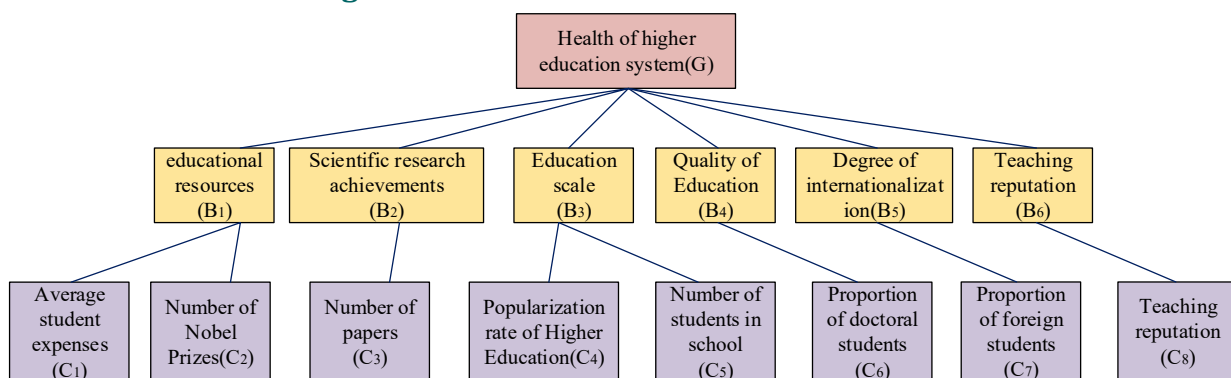 Health of higher
education system(G)
educational
resources
(B1)
Scientific research
achievements
(B2)
Education
scale
(B3)
Quality of
Education
(B4)
Degree of
internationalizat
ion(B5)
Teaching
reputation
(B6)
Average
student
expenses
(C1)
Number of
Nobel
Prizes(C2)
Number of
papers
(C3)
Popularization
rate of Higher
Education(C4)
Number of
students in
school
(C5)
Proportion
of doctoral
students
(C6)
Proportion
of foreign
students
(C7)
Teaching
reputation
(C8)